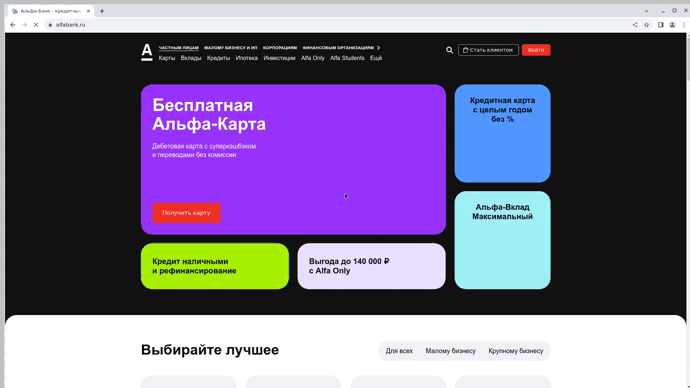 Альфа-Банк - кредитны
alfabank.ru
ЧАСТНЫМ ЛИЦАМ МАЛОМУ БИЗНЕСУ И ИП КОРПОРАЦИЯМ ФИНАНСОВЫМ ОРГАНИЗАЦИЯМ
Карты Вклады Кредиты Ипотека Инвестиции Alfa Only Alfa Students Ещё
Стать клиентом Войти
Бесплатная
Альфа-Карта
Дебетовая карта с суперкэшбэком
и переводами без комиссии
Получить карту
Кредитная карта
с целым годом
без %
Альфа-Вклад
Максимальный
Кредит наличными
и рефинансирование
Выгода до 140 000 ₽
с Alfa Only
Выбирайте лучшее
Для всех Малому бизнесу Крупному бизнесу